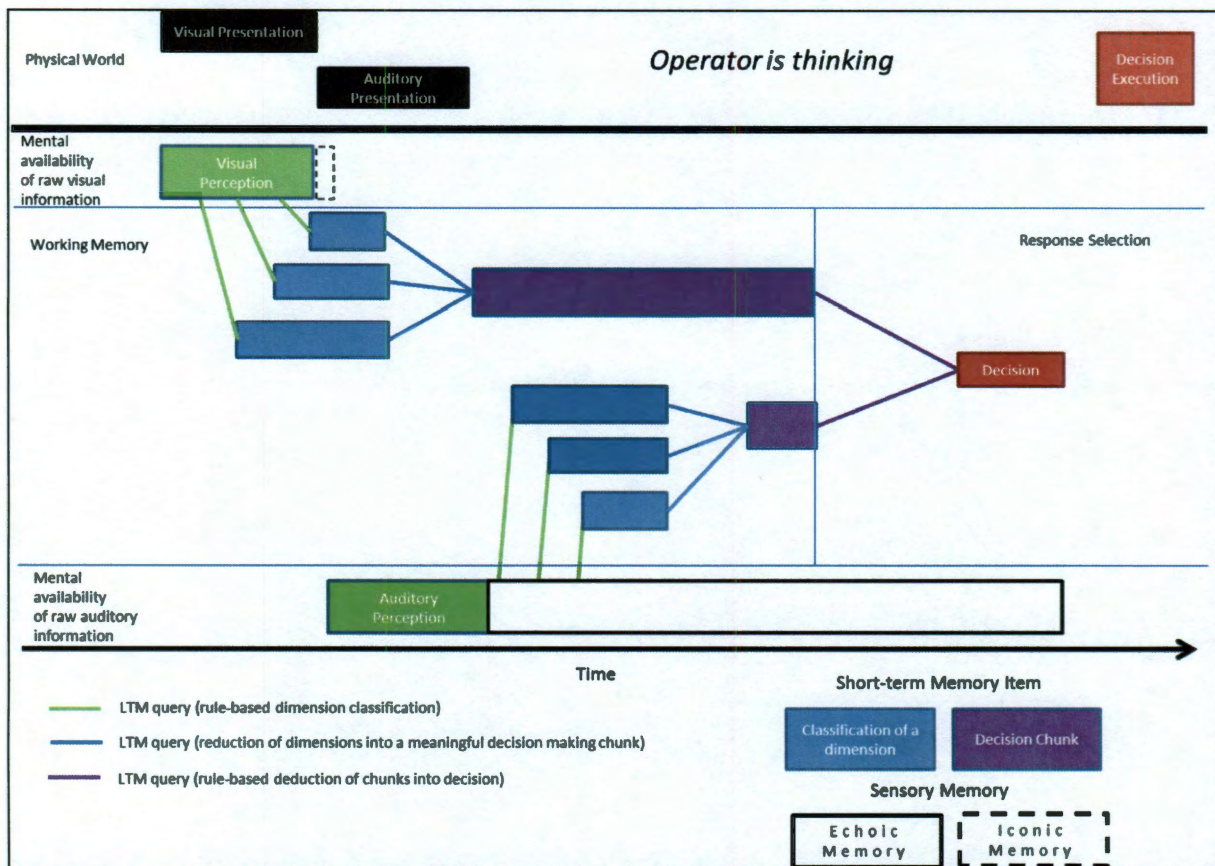 Visual Presentation
Physical World
Auditory
Presentation
Operator is thinking
Decision
Execution
Mental
availability
of raw visual
information
Visual
Perception
Working Memory
Response Selection
Decision
Mental
availability
of raw auditory
information
Auditory
Perception
Time
Short-term Memory Item
LTM query (rule-based dimension classification)
LTM query (reduction of dimensions into a meaningful decision making chunk)
LTM query (rule-based deduction of chunks into decision)
Classification of a
dimension
Decision Chunk
Sensory Memory
Echoic
Memory
Iconic
Memory